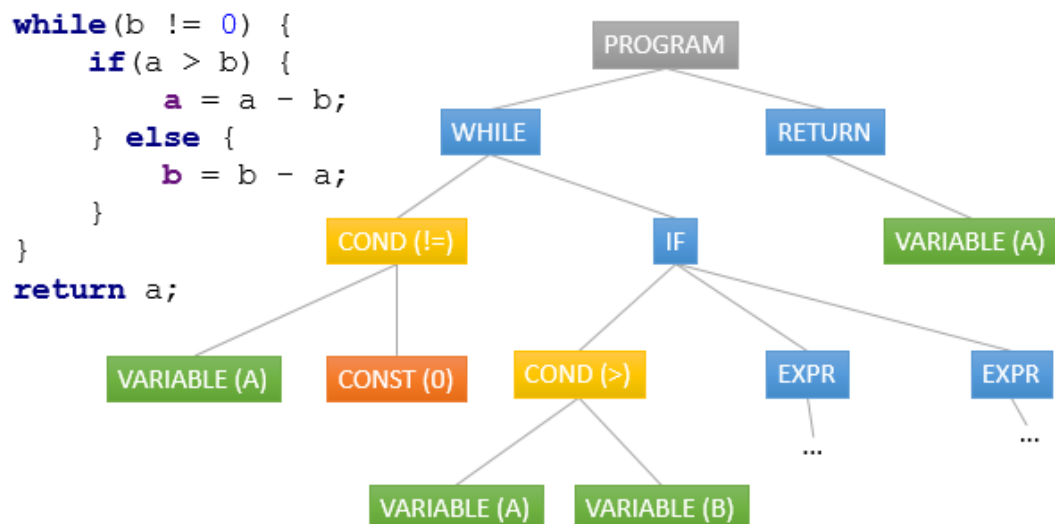 while(b != 0) {
if(a > b) {
a = a - b;
} else {
b = b - a;
}
}
return a;
PROGRAM
WHILE
RETURN
COND (!=)
IF
VARIABLE (A)
VARIABLE (A)
CONST (0)
COND (>)
EXPR
EXPR
...
...
VARIABLE (A)
VARIABLE (B)